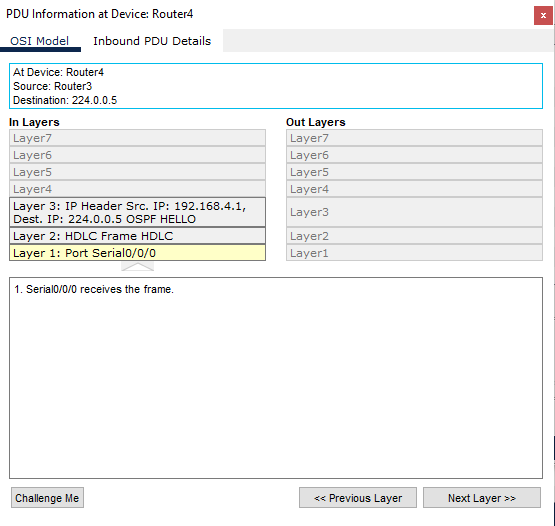 PDU Information at Device: Router4
x
OSI Model
Inbound PDU Details
At Device: Router4
Source: Router3
Destination: 224.0.0.5
In Layers
Layer7
Layer6
Layer5
Layer4
Layer 3: IP Header Src. IP: 192.168.4.1,
Dest. IP: 224.0.0.5 OSPF HELLO
Layer 2: HDLC Frame HDLC
Layer 1: Port Serial0/0/0
Out Layers
Layer7
Layer6
Layer5
Layer4
Layer3
Layer2
Layer1
1. Serial0/0/0 receives the frame.
Challenge Me
<< Previous Layer
Next Layer >>